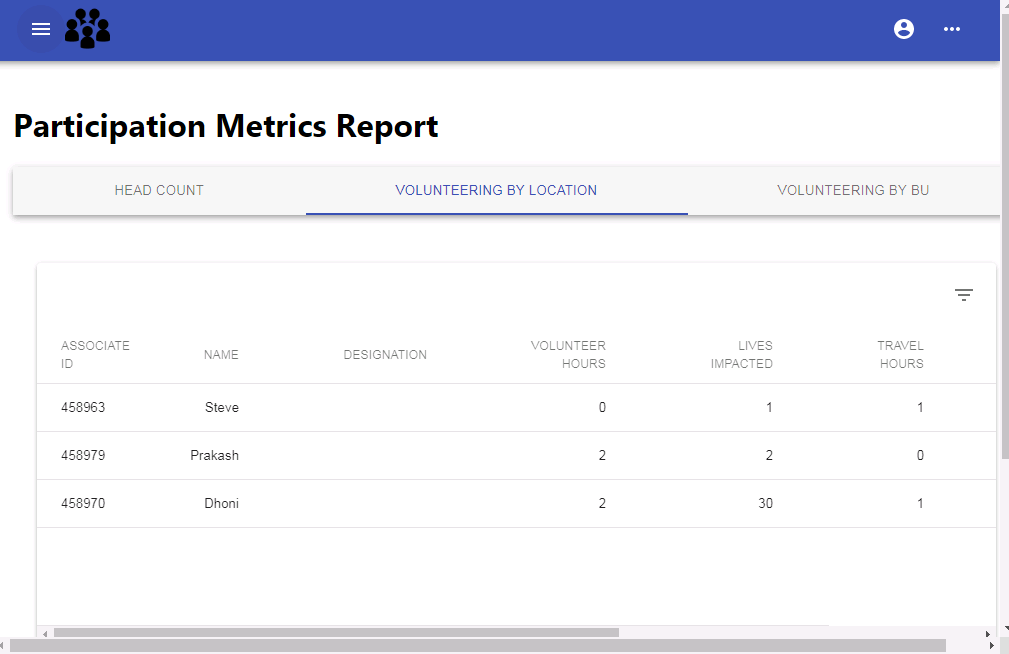 Participation Metrics Report
HEAD COUNT VOLUNTEERING BY LOCATION VOLUNTEERING BY BU
ASSOCIATE ID NAME DESIGNATION VOLUNTEER HOURS LIVES IMPACTED TRAVEL HOURS
458963 Steve 0 1 1
458979 Prakash 2 2 0
458970 Dhoni 2 30 1